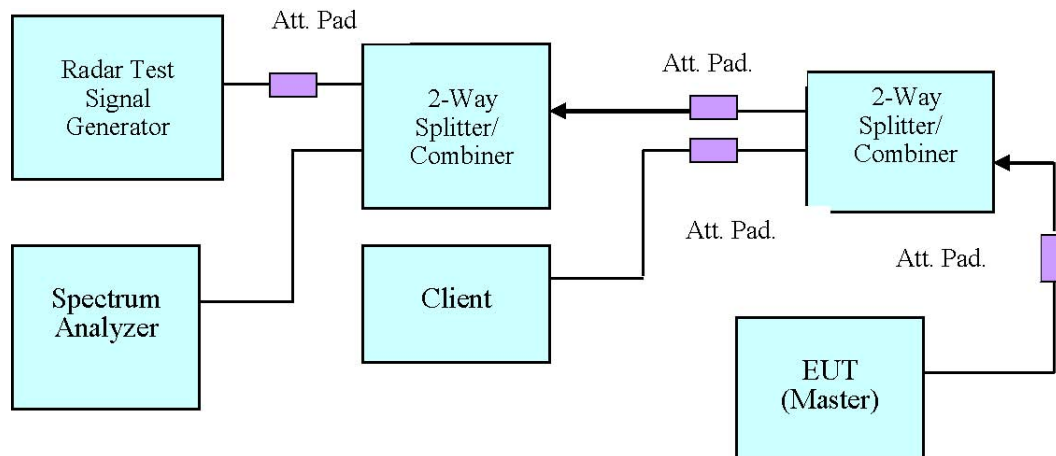 Att. Pad
Radar Test
Signal
Generator
2-Way
Splitter/
Combiner
Att. Pad.
2-Way
Splitter/
Combiner
Att. Pad.
Att. Pad.
Spectrum
Analyzer
Client
EUT
(Master)